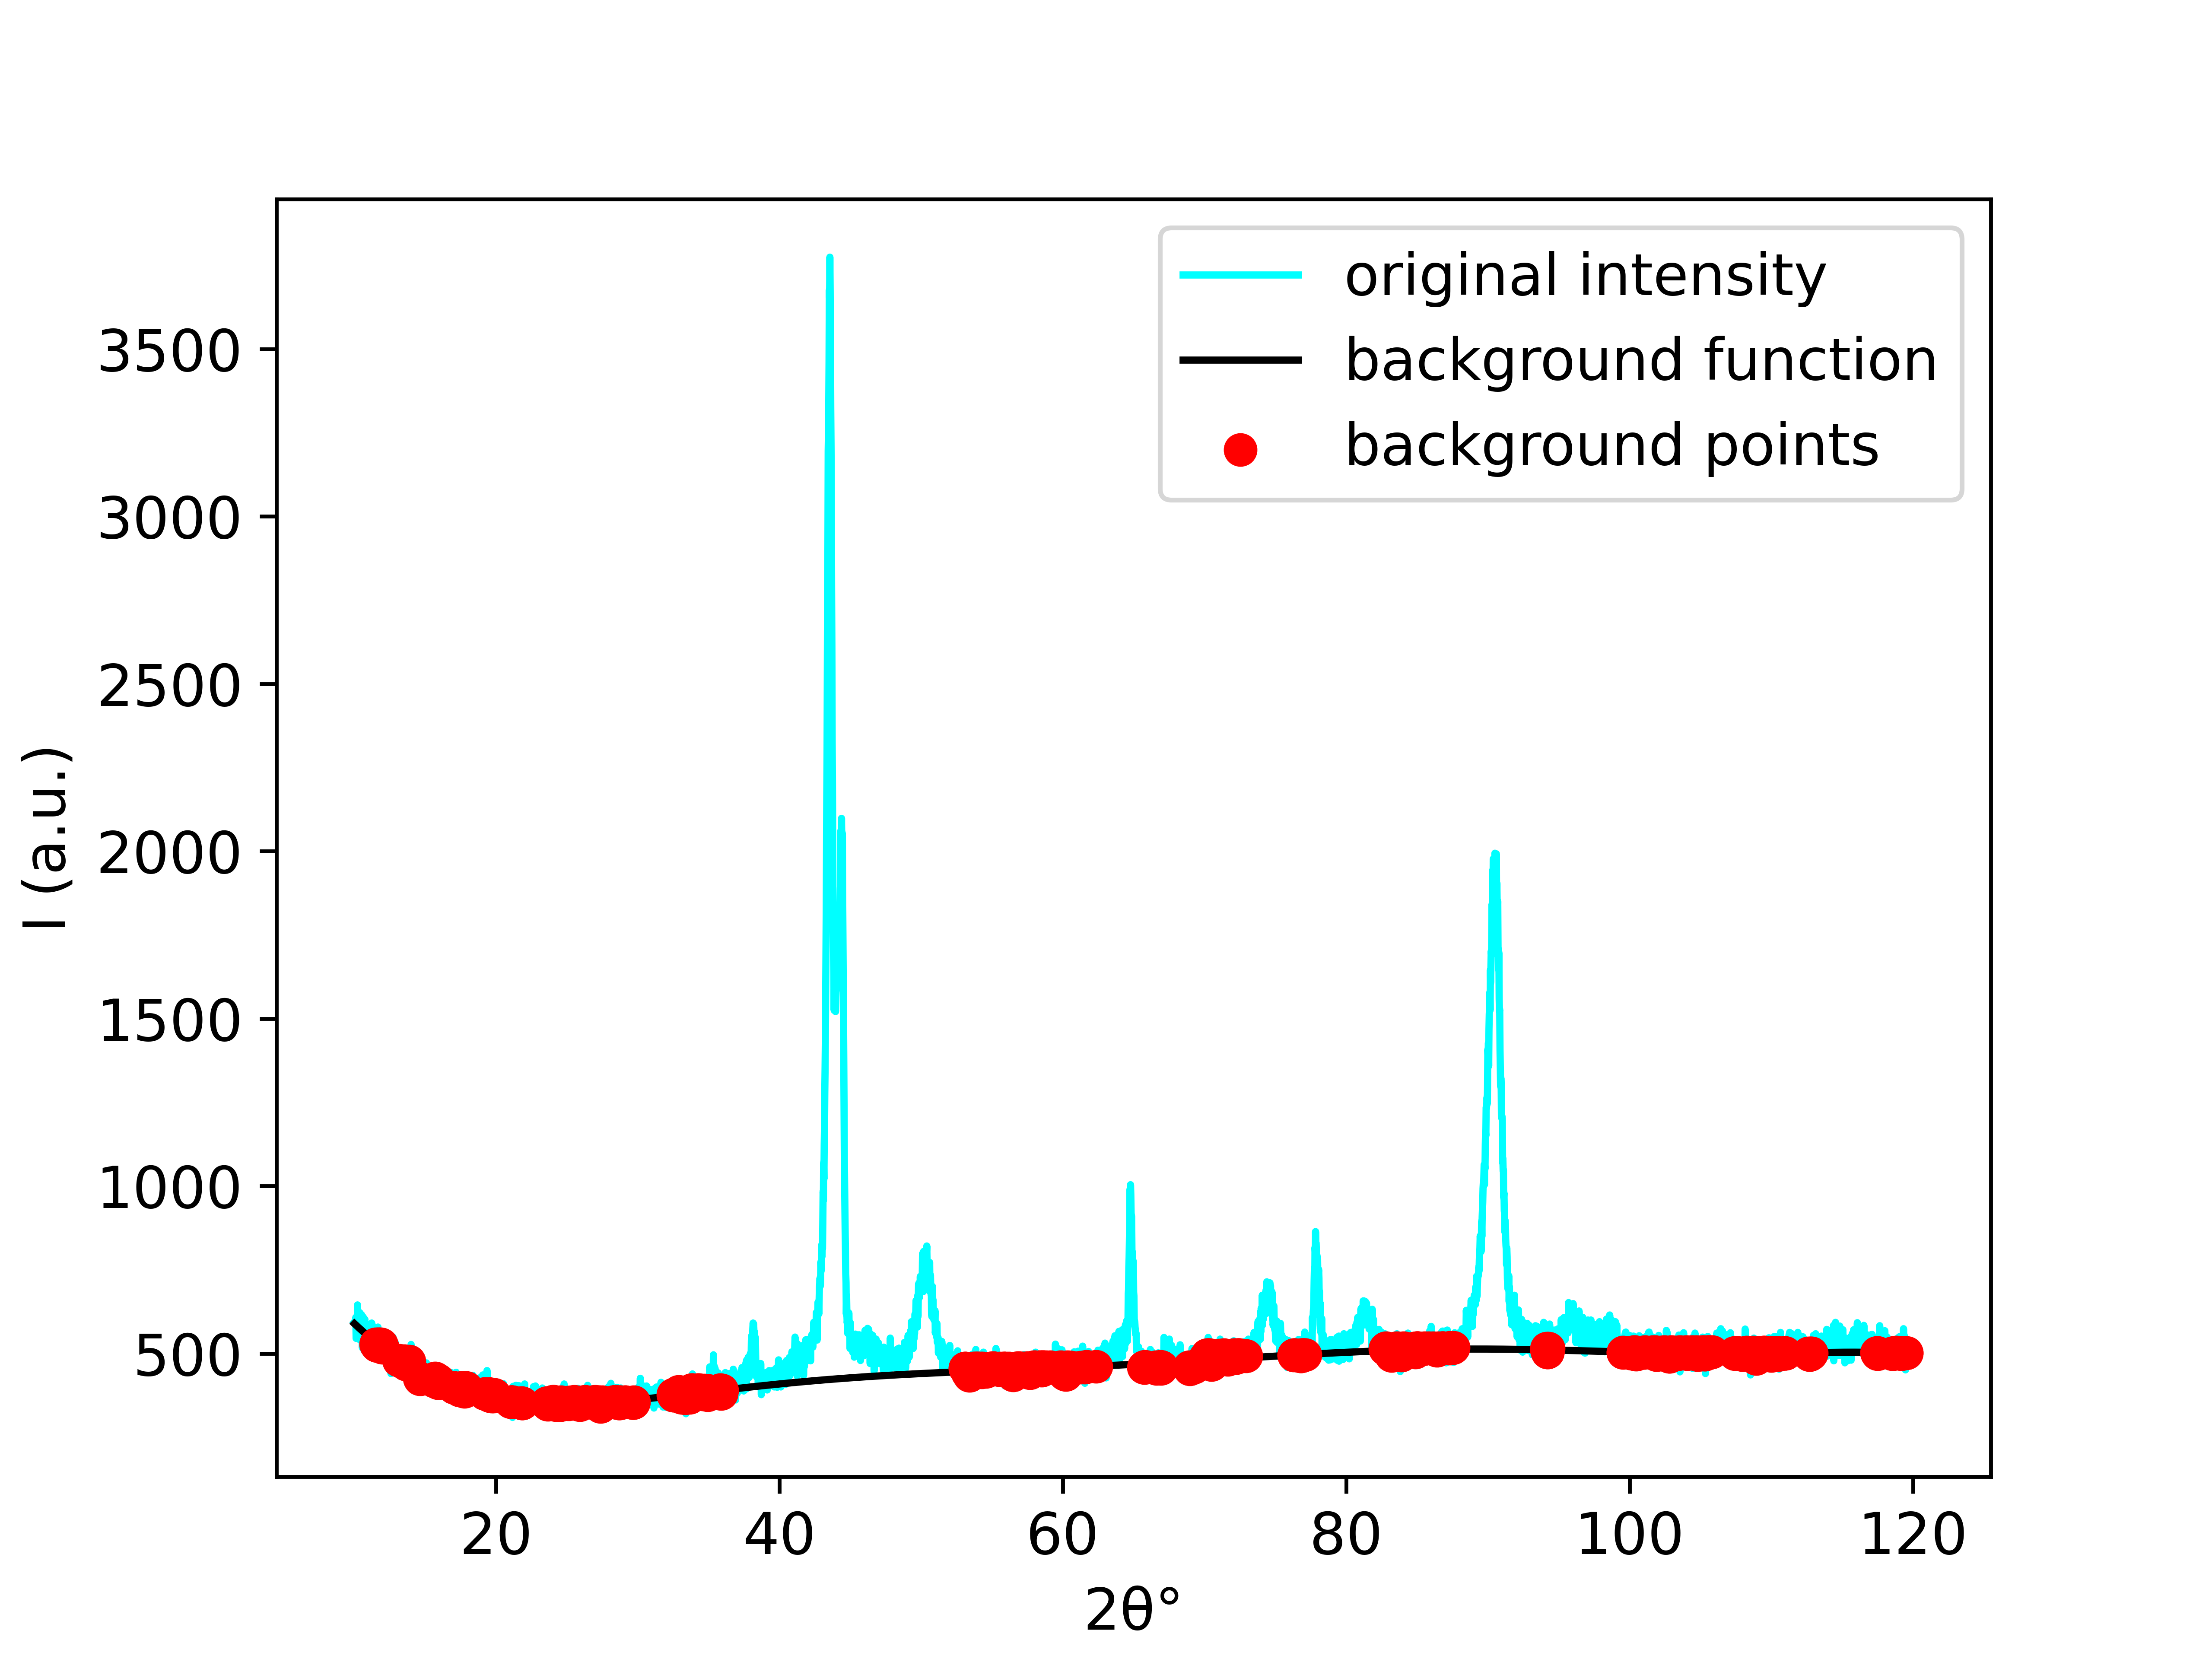 original intensity
background function
background points
3500
3000
2500
2000
1500
1000
500
I (a.u.)
20 40 60 80 100 120
2θ°